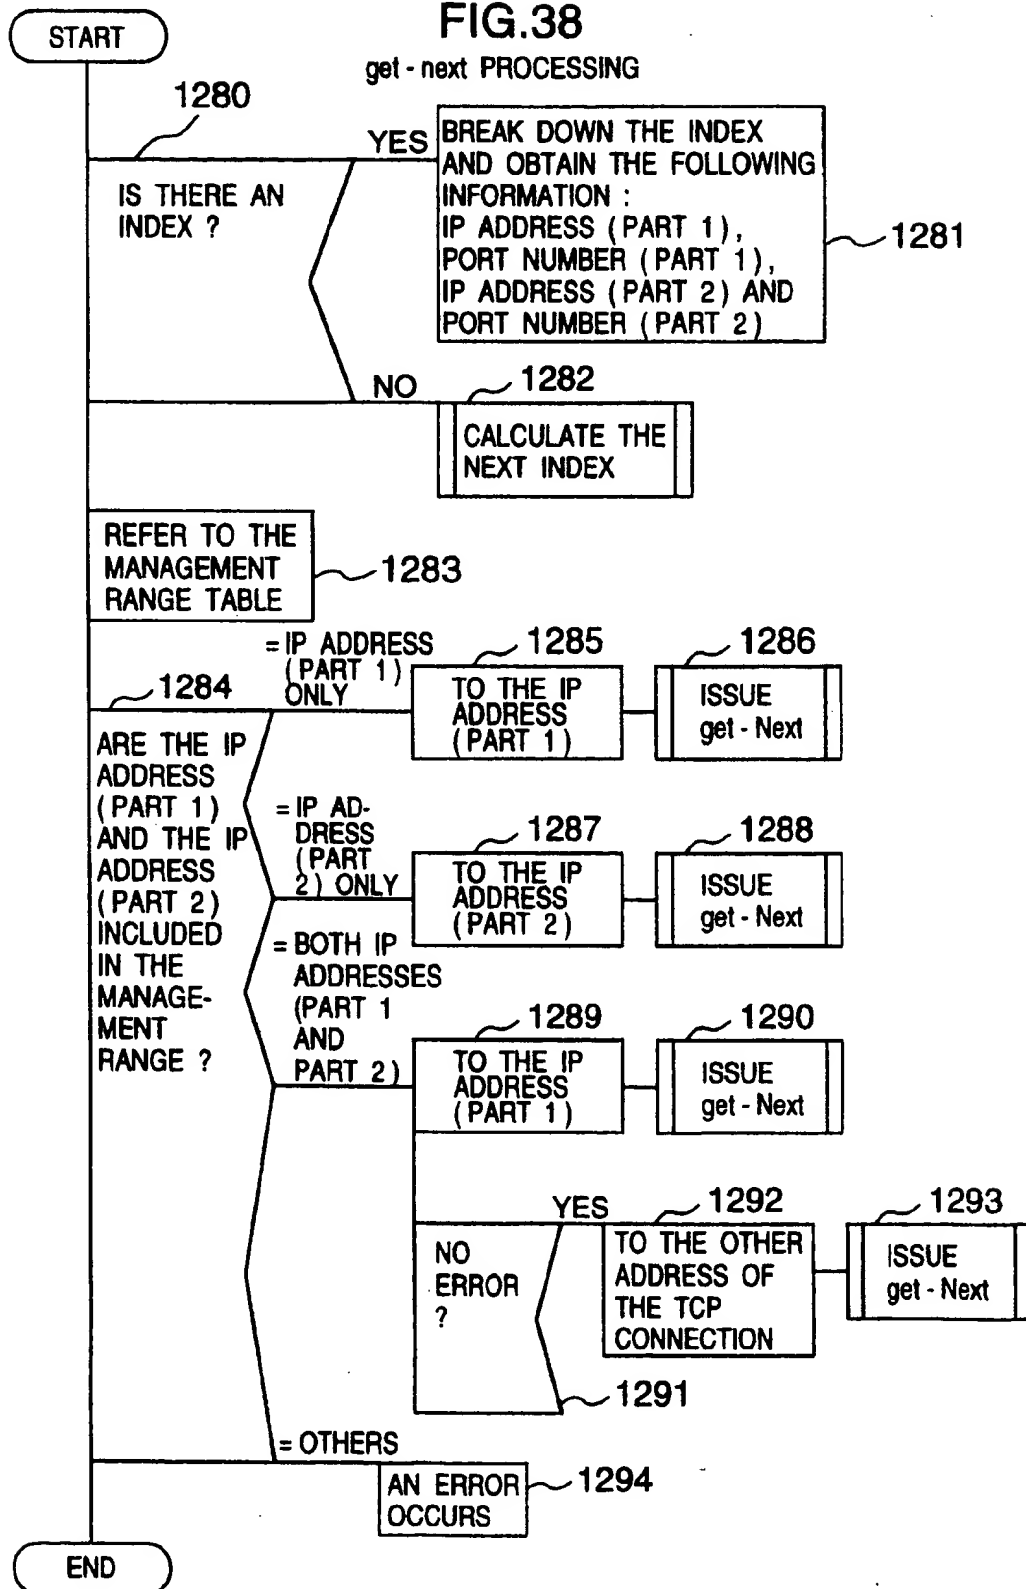 FIG.38
START
get - next PROCESSING
1280
YES
BREAK DOWN THE INDEX
AND OBTAIN THE FOLLOWING
INFORMATION :
IP ADDRESS (PART 1),
PORT NUMBER (PART 1),
IP ADDRESS (PART 2) AND
PORT NUMBER (PART 2)
1281
IS THERE AN
INDEX ?
NO
1282
CALCULATE THE
NEXT INDEX
REFER TO THE
MANAGEMENT
RANGE TABLE
1283
1284
ARE THE IP
ADDRESS
(PART 1)
AND THE IP
ADDRESS
(PART 2)
INCLUDED
IN THE
MANAGE-
MENT
RANGE ?
= IP ADDRESS
(PART 1)
ONLY
1285
TO THE IP
ADDRESS
(PART 1)
1286
ISSUE
get - Next
= IP AD-
DRESS
(PART
2) ONLY
1287
TO THE IP
ADDRESS
(PART 2)
1288
ISSUE
get - Next
= BOTH IP
ADDRESSES
(PART 1
AND
PART 2)
1289
TO THE IP
ADDRESS
(PART 1)
1290
ISSUE
get - Next
NO
ERROR
?
YES
1291
1292
TO THE OTHER
ADDRESS OF
THE TCP
CONNECTION
1293
ISSUE
get - Next
= OTHERS
AN ERROR
OCCURS
1294
END